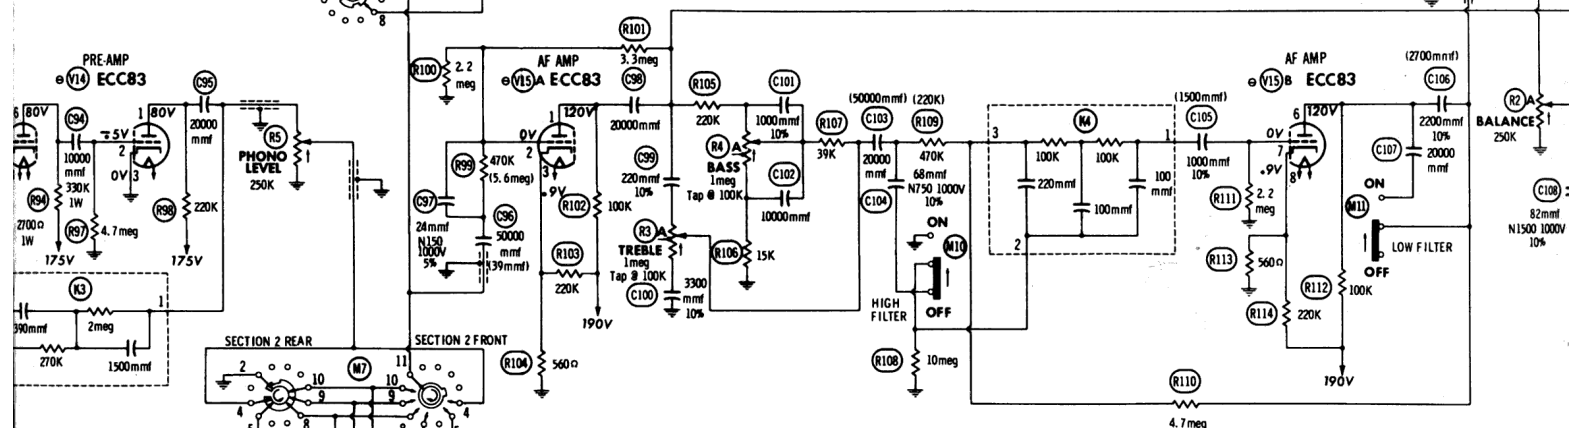 8
PRE-AMP
⊖ V14 ECC83
6 80V
C94
10000
mmf
R94
2700Ω
1W
330K
1W
R97
4.7meg
175V
.5V
1 80V
2
0V 3
C95
20000
mmf
R98
220K
175V
R5
PHONO
LEVEL
250K
K3
1
390mmf
2meg
270K
1500mmf
SECTION 2 REAR
SECTION 2 FRONT
M7
2
10
9
4
8
11
10
9
4
R100
2.2
meg
R101
3.3meg
AF AMP
⊖ V15 A ECC83
1 120V
0V
2
3
.9V
R99
470K
(5.6meg)
C97
24mmf
N150
1000V
5%
C96
50000
mmf
(39mmf)
R102
100K
R103
220K
190V
R104
560Ω
C98
20000mmf
C99
220mmf
10%
R3 A
TREBLE
1meg
Tap @ 100K
C100
3300
mmf
10%
R105
220K
C101
1000mmf
10%
R4 A
BASS
1meg
Tap @ 100K
C102
10000mmf
R106
15K
R107
39K
(50000mmf)
C103
20000
mmf
(220K)
R109
470K
C104
68mmf
N750 1000V
10%
ON
M10
OFF
HIGH
FILTER
R108
10meg
K4
3
1
2
100K
100K
220mmf
100mmf
100
mmf
(1500mmf)
C105
1000mmf
10%
R111
2.2
meg
R113
560Ω
R114
220K
AF AMP
⊖ V15 B ECC83
6 120V
0V
7
.9V
8
R112
100K
190V
R110
4.7meg
(2700mmf)
C106
2200mmf
10%
C107
20000
mmf
ON
M11
OFF
LOW FILTER
R2 A
BALANCE
250K
C108
82mmf
N1500 1000V
10%